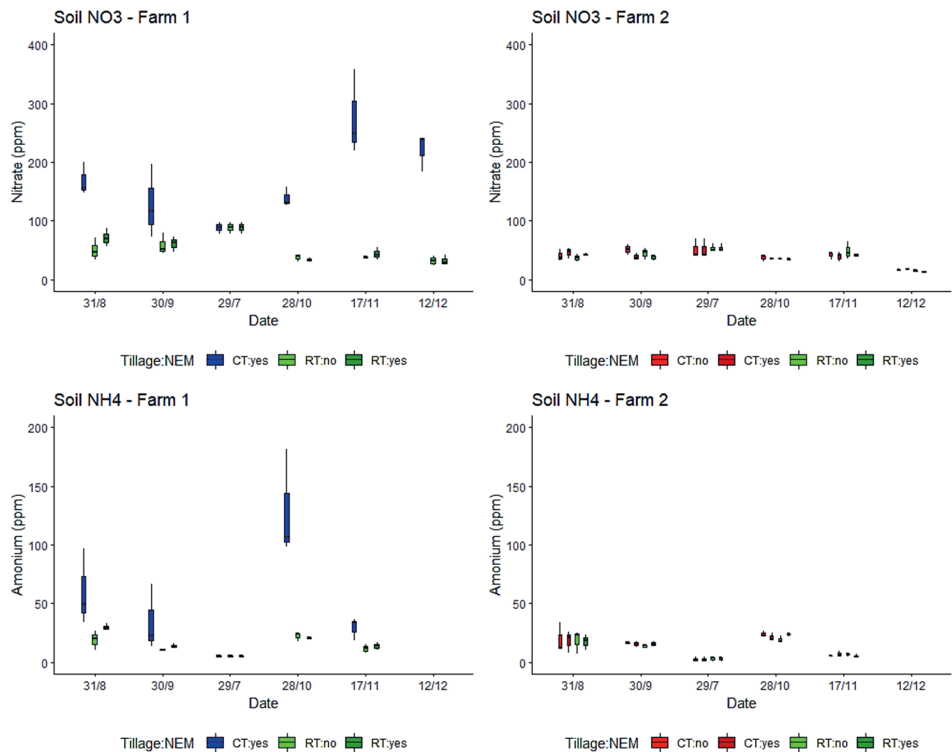 Soil NO3 - Farm 1
400
300
200
100
0
Nitrate (ppm)
31/8 30/9 29/7 28/10 17/11 12/12
Date
Tillage:NEM CT:yes RT:no RT:yes
Soil NO3 - Farm 2
400
300
200
100
0
Nitrate (ppm)
31/8 30/9 29/7 28/10 17/11 12/12
Date
Tillage:NEM CT:no CT:yes RT:no RT:yes
Soil NH4 - Farm 1
200
150
100
50
0
Amonium (ppm)
31/8 30/9 29/7 28/10 17/11 12/12
Date
Tillage:NEM CT:yes RT:no RT:yes
Soil NH4 - Farm 2
200
150
100
50
0
Amonium (ppm)
31/8 30/9 29/7 28/10 17/11 12/12
Date
Tillage:NEM CT:no CT:yes RT:no RT:yes